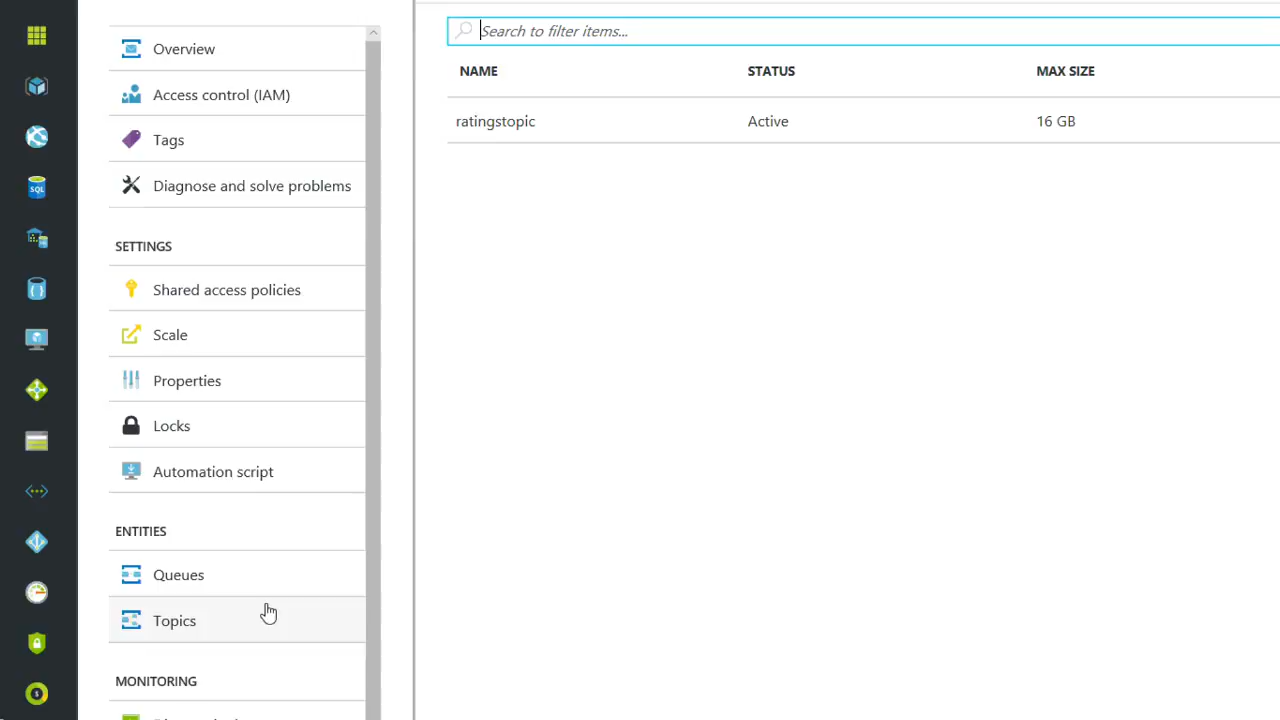 Overview
Access control (IAM)
Tags
Diagnose and solve problems
SETTINGS
Shared access policies
Scale
Properties
Locks
Automation script
ENTITIES
Queues
Topics
MONITORING
Search to filter items...
NAME STATUS MAX SIZE
ratingstopic Active 16 GB
SQL